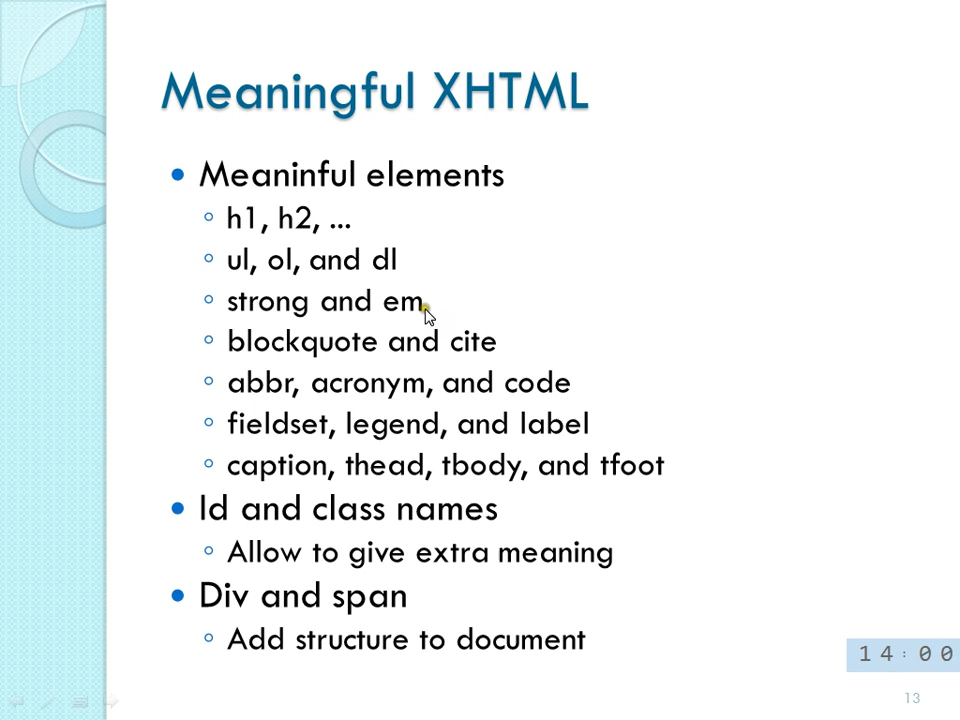 Meaningful XHTML
Meaninful elements
h1, h2, ...
ul, ol, and dl
strong and em
blockquote and cite
abbr, acronym, and code
fieldset, legend, and label
caption, thead, tbody, and tfoot
Id and class names
Allow to give extra meaning
Div and span
Add structure to document
14:00
13